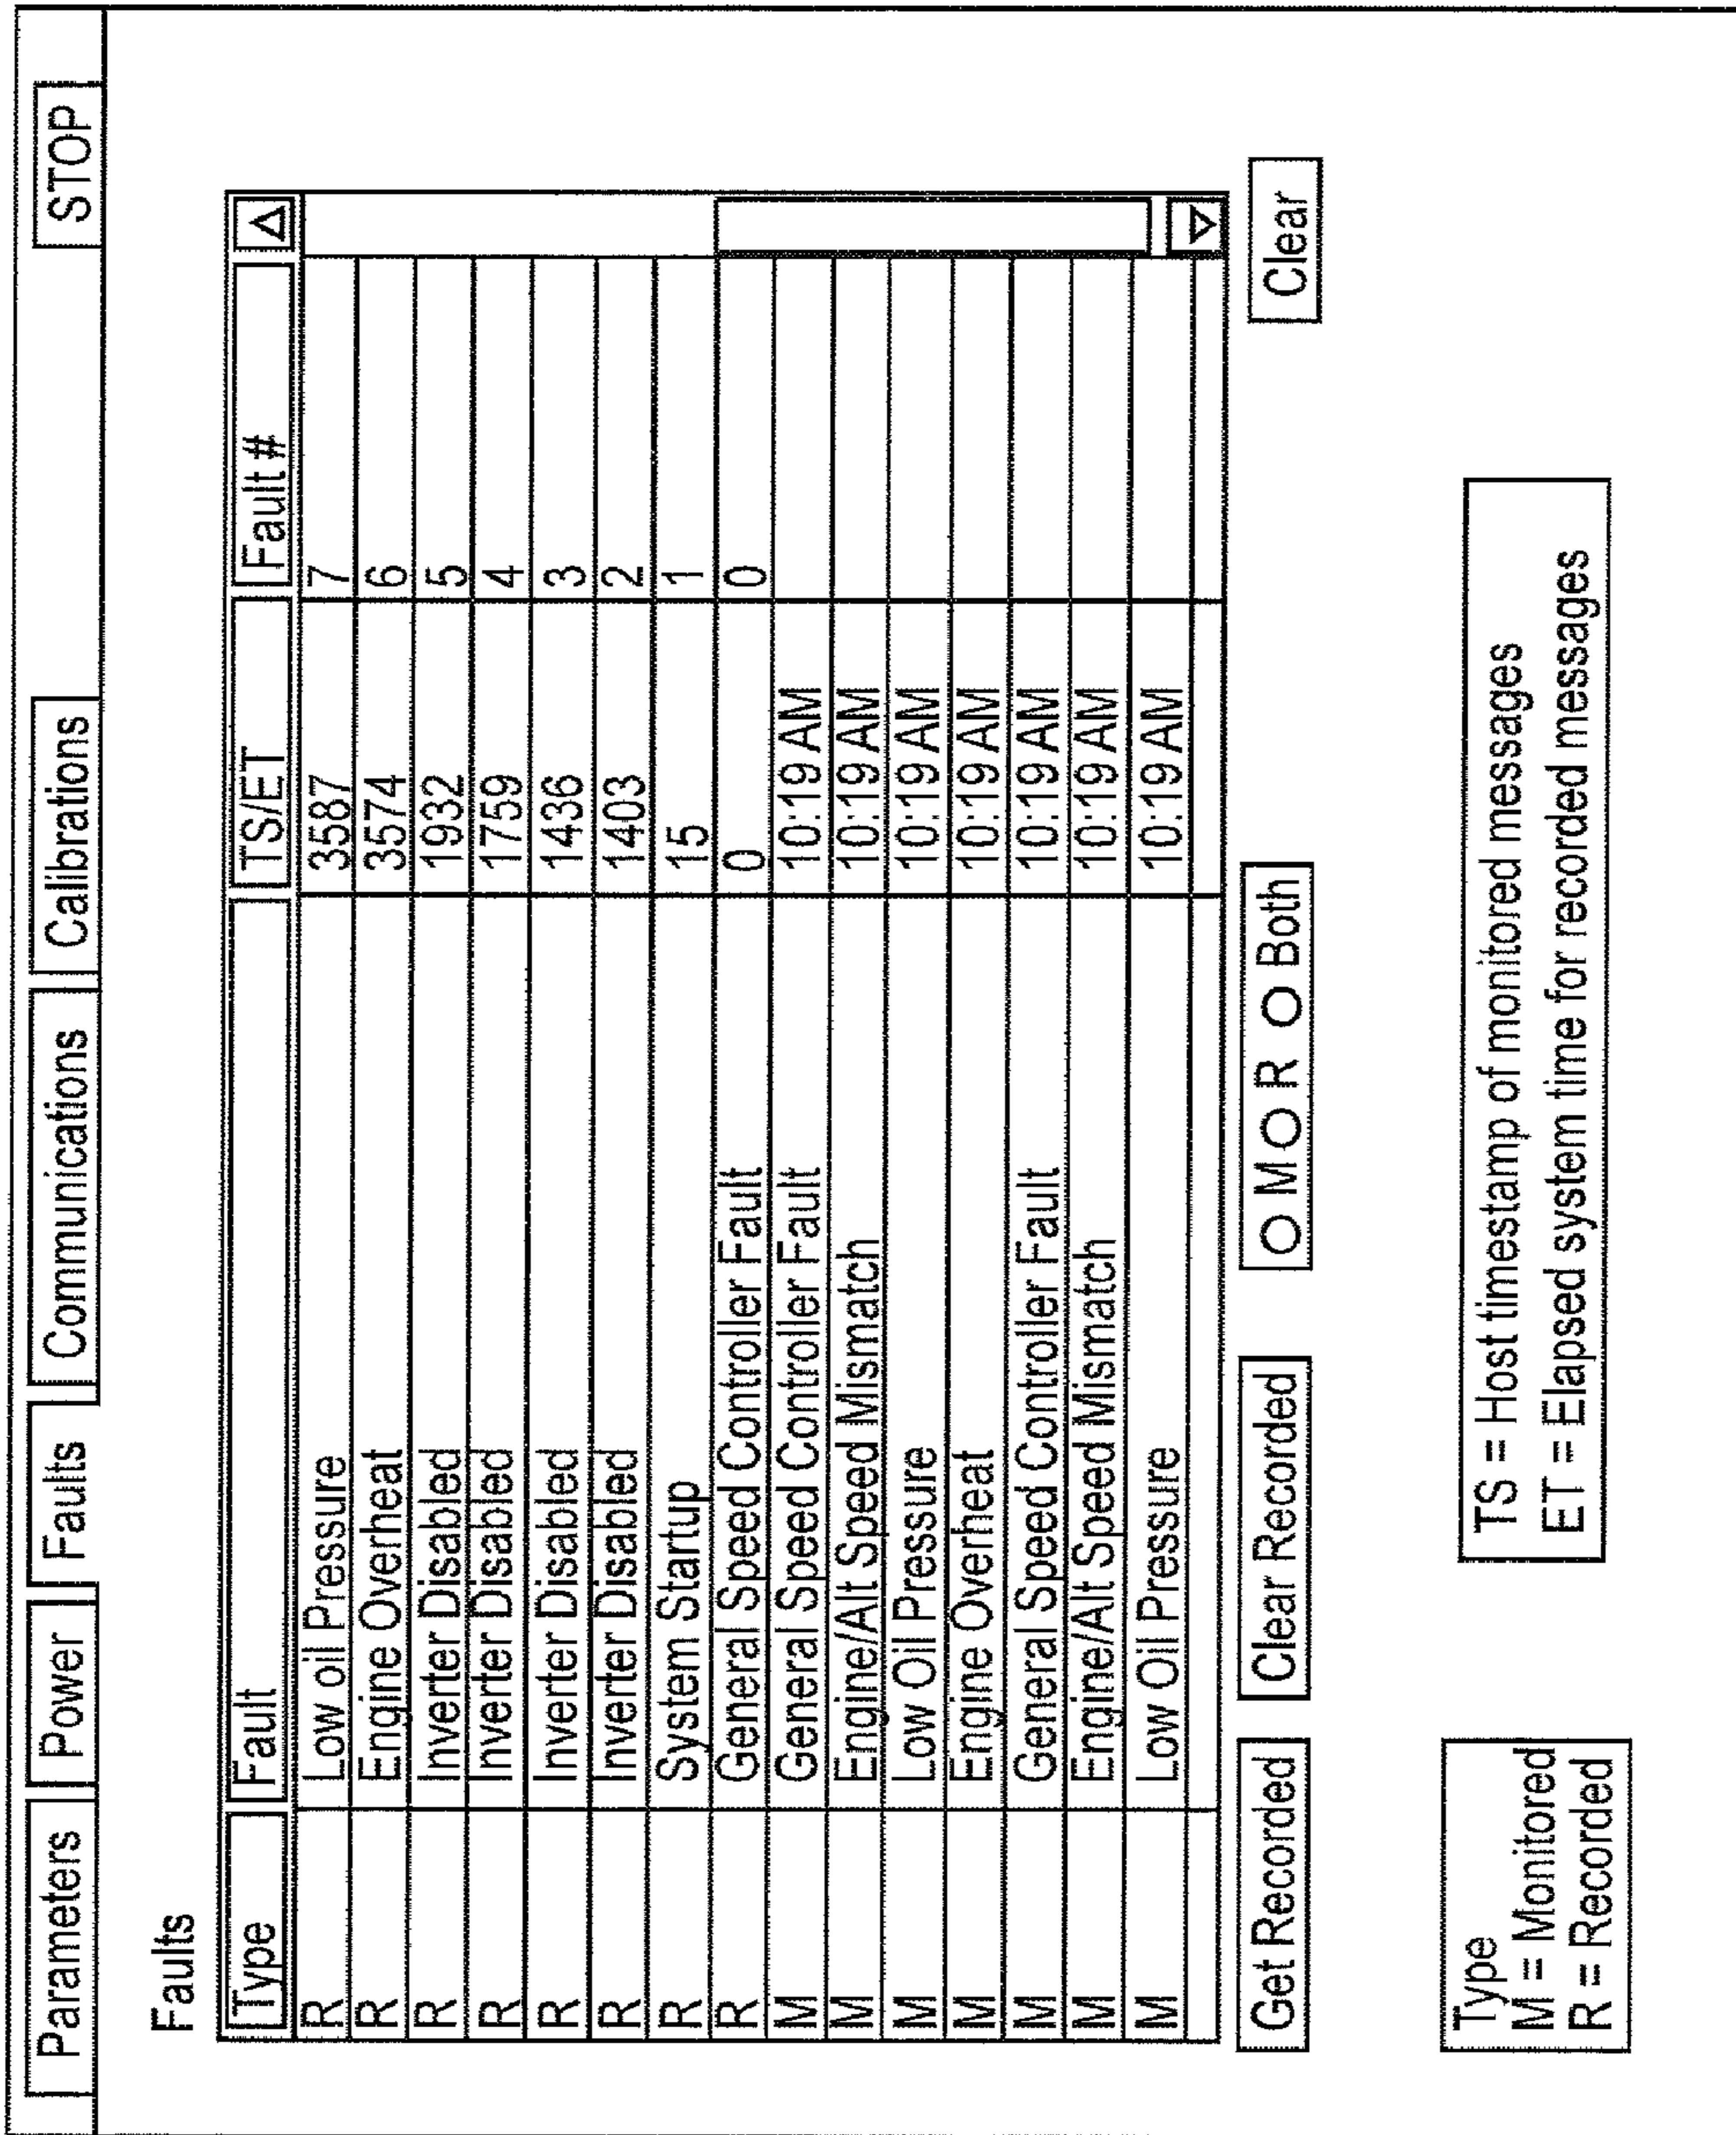 Parameters Power Faults Communications Calibrations STOP
Faults
Type Fault TS/ET Fault #
R Low oil Pressure 3587 7
R Engine Overheat 3574 6
R Inverter Disabled 1932 5
R Inverter Disabled 1759 4
R Inverter Disabled 1436 3
R Inverter Disabled 1403 2
R System Startup 15 1
R General Speed Controller Fault 0 0
M General Speed Controller Fault 10:19 AM
M Engine/Alt Speed Mismatch 10:19 AM
M Low Oil Pressure 10:19 AM
M Engine Overheat 10:19 AM
M General Speed Controller Fault 10:19 AM
M Engine/Alt Speed Mismatch 10:19 AM
M Low Oil Pressure 10:19 AM
Get Recorded Clear Recorded M R Both Clear
Type
M = Monitored
R = Recorded
TS = Host timestamp of monitored messages
ET = Elapsed system time for recorded messages